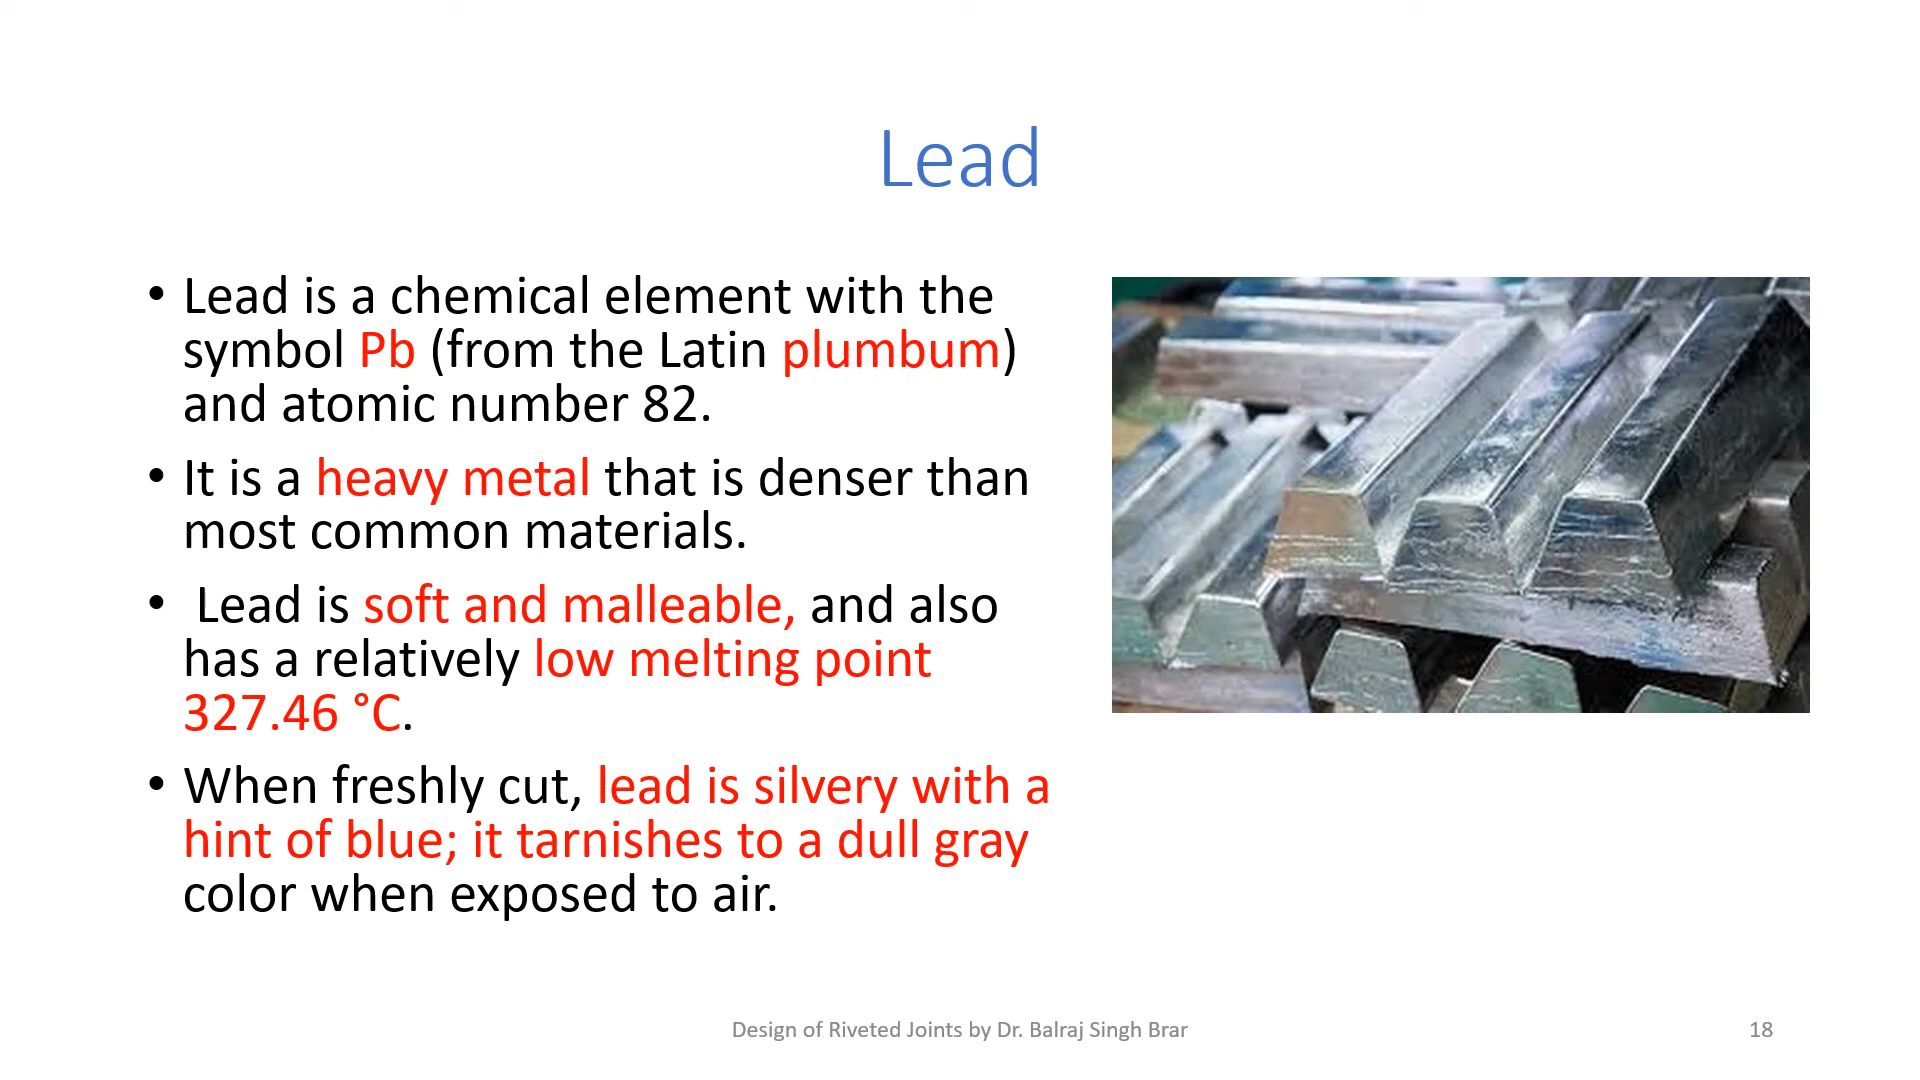 Lead
• Lead is a chemical element with the
symbol Pb (from the Latin plumbum)
and atomic number 82.
• It is a heavy metal that is denser than
most common materials.
• Lead is soft and malleable, and also
has a relatively low melting point
327.46 °C.
• When freshly cut, lead is silvery with a
hint of blue; it tarnishes to a dull gray
color when exposed to air.
Design of Riveted Joints by Dr. Balraj Singh Brar
18